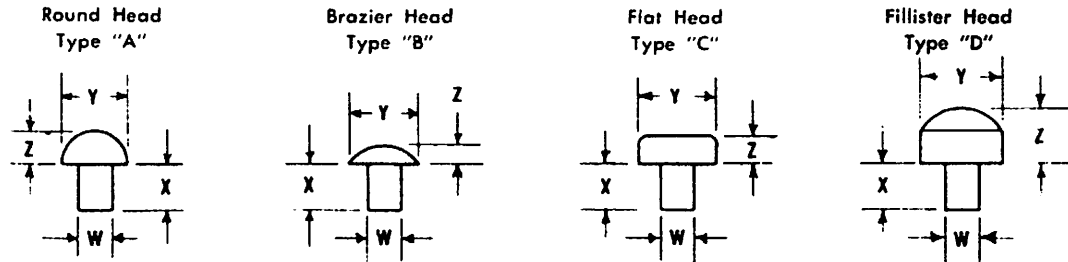 Round Head
Type "A"
Brazier Head
Type "B"
Flat Head
Type "C"
Fillister Head
Type "D"
Y
Z
X
W
Y
Z
X
W
Y
Z
X
W
Y
Z
X
W